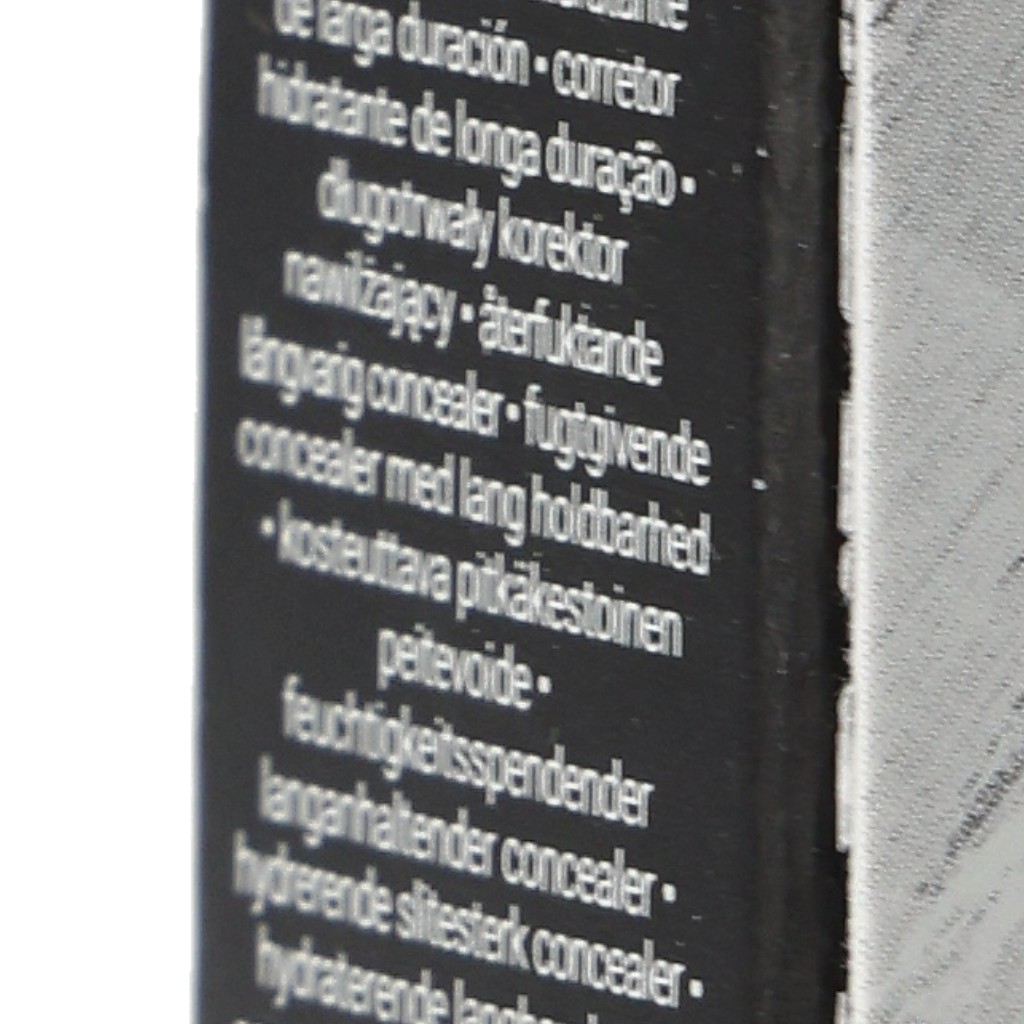 de larga duración • corretor
hidratante de longa duração •
długotrwały korektor
nawilżający • återfuktande
långvarig concealer • fugtgivende
concealer med lang holdbarhed
• kosteuttava pitkäkestoinen
peitevoide •
feuchtigkeitsspendender
langanhaltender concealer •
hydrerende slitesterk concealer •
hydraterende